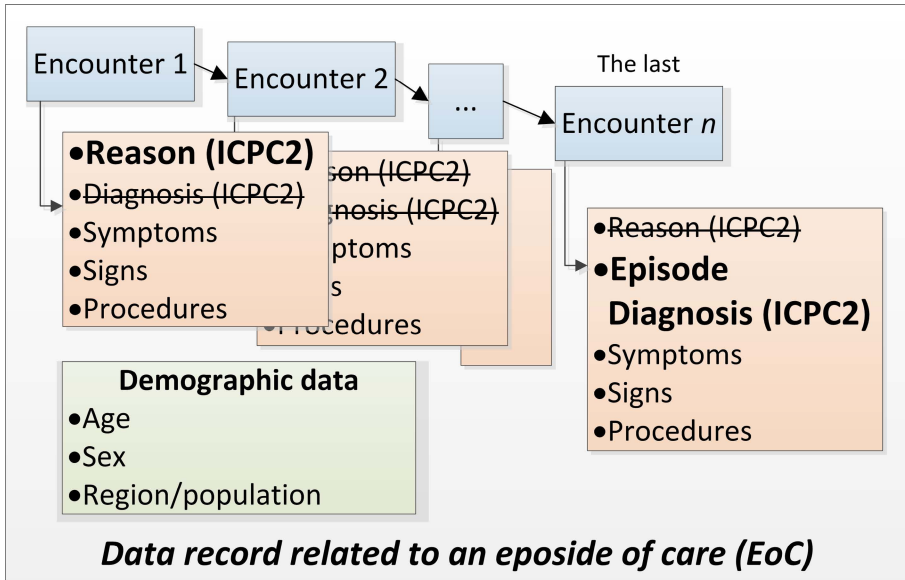 Encounter 1
Encounter 2
...
The last
Encounter n
•Reason (ICPC2)
•Diagnosis (ICPC2)
•Symptoms
•Signs
•Procedures
son (ICPC2)
gnosis (ICPC2)
ptoms
s
•Procedures
•Reason (ICPC2)
•Episode
Diagnosis (ICPC2)
•Symptoms
•Signs
•Procedures
Demographic data
•Age
•Sex
•Region/population
Data record related to an eposide of care (EoC)